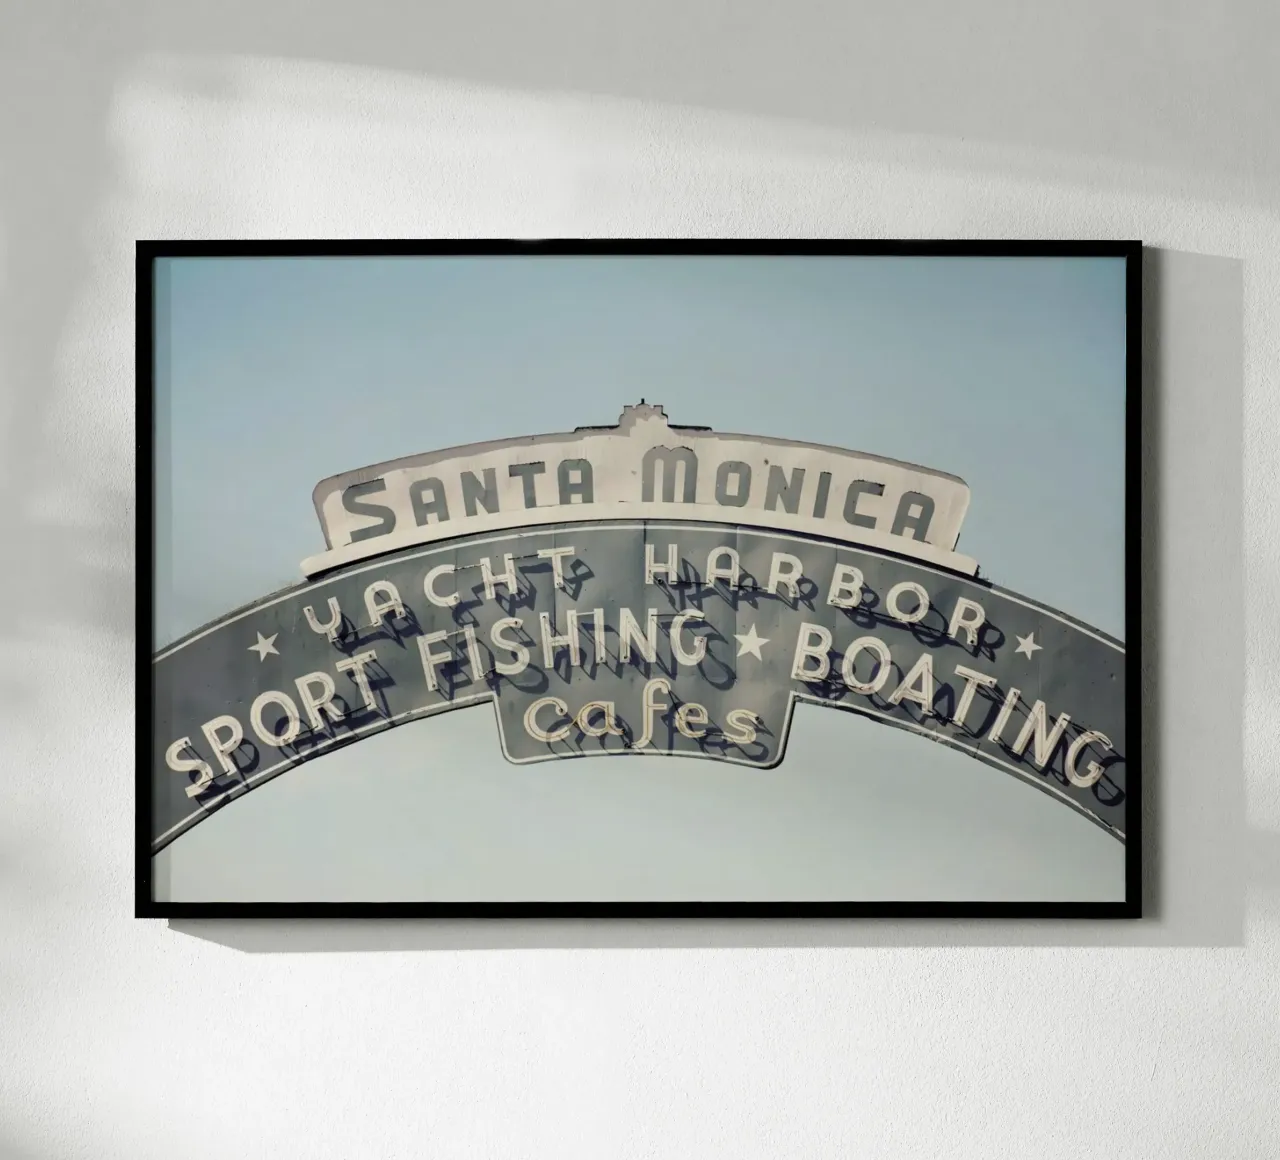 SANTA MONICA
YACHT HARBOR
★ SPORT FISHING ★ BOATING ★
cafes